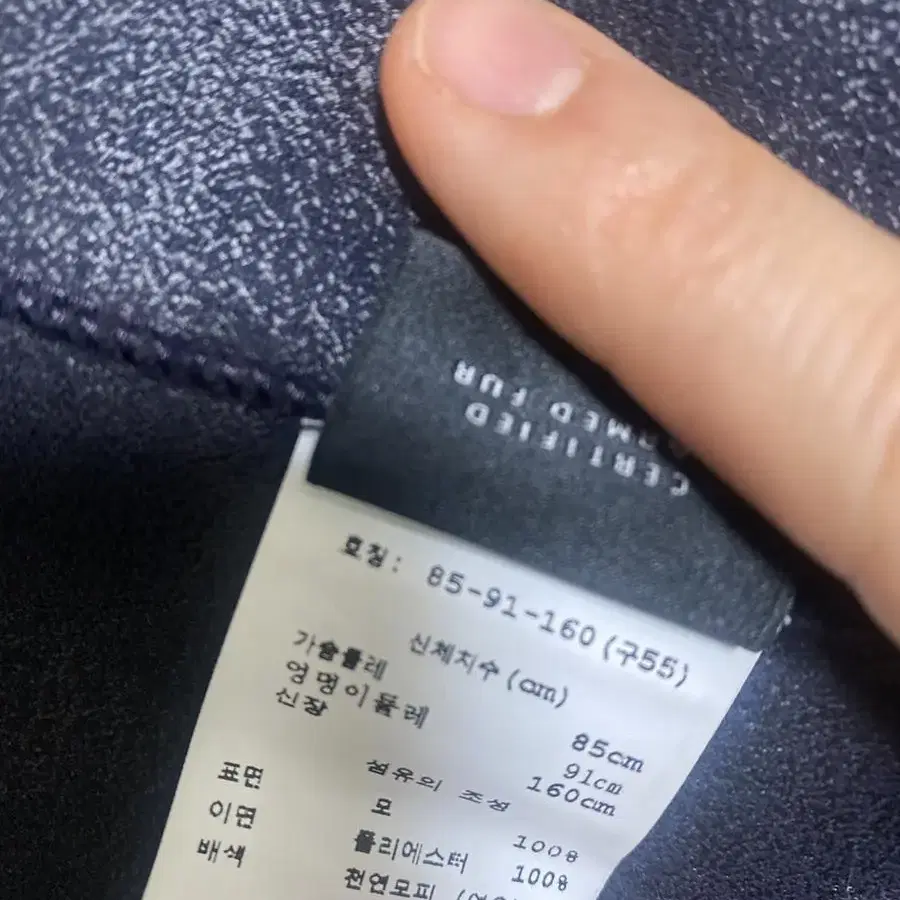 CERTIFIED
FUR
호칭: 85-91-160(구55)
신체치수(cm)
가슴둘레 85cm
엉덩이둘레 91cm
신장 160cm
섬유의 조성
표면 모 100%
이면 폴리에스터 100%
배색 천연모피